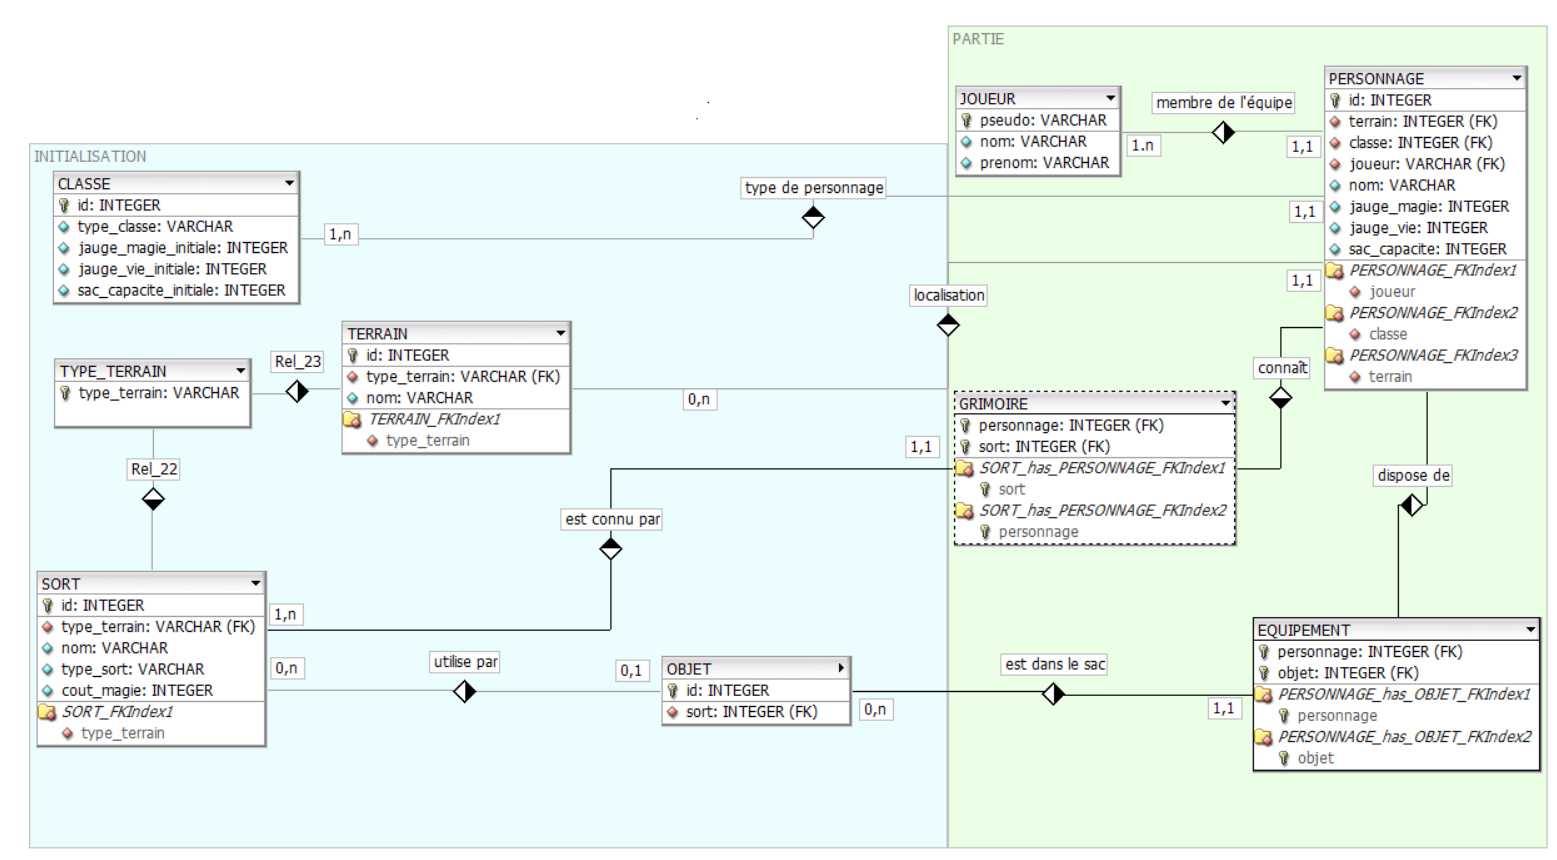 PARTIE
JOUEUR
pseudo: VARCHAR
nom: VARCHAR
prenom: VARCHAR
membre de l'équipe
1.n
1,1
PERSONNAGE
id: INTEGER
terrain: INTEGER (FK)
classe: INTEGER (FK)
joueur: VARCHAR (FK)
nom: VARCHAR
jauge_magie: INTEGER
jauge_vie: INTEGER
sac_capacite: INTEGER
PERSONNAGE_FKIndex1
joueur
PERSONNAGE_FKIndex2
classe
PERSONNAGE_FKIndex3
terrain
INITIALISATION
CLASSE
id: INTEGER
type_classe: VARCHAR
jauge_magie_initiale: INTEGER
jauge_vie_initiale: INTEGER
sac_capacite_initiale: INTEGER
1,n
type de personnage
1,1
localisation
1,1
TYPE_TERRAIN
type_terrain: VARCHAR
Rel_23
TERRAIN
id: INTEGER
type_terrain: VARCHAR (FK)
nom: VARCHAR
TERRAIN_FKIndex1
type_terrain
0,n
connaît
GRIMOIRE
personnage: INTEGER (FK)
sort: INTEGER (FK)
SORT_has_PERSONNAGE_FKIndex1
sort
SORT_has_PERSONNAGE_FKIndex2
personnage
1,1
Rel_22
est connu par
dispose de
SORT
id: INTEGER
type_terrain: VARCHAR (FK)
nom: VARCHAR
type_sort: VARCHAR
cout_magie: INTEGER
SORT_FKIndex1
type_terrain
1,n
0,n
utilise par
0,1
OBJET
id: INTEGER
sort: INTEGER (FK)
0,n
est dans le sac
1,1
EQUIPEMENT
personnage: INTEGER (FK)
objet: INTEGER (FK)
PERSONNAGE_has_OBJET_FKIndex1
personnage
PERSONNAGE_has_OBJET_FKIndex2
objet